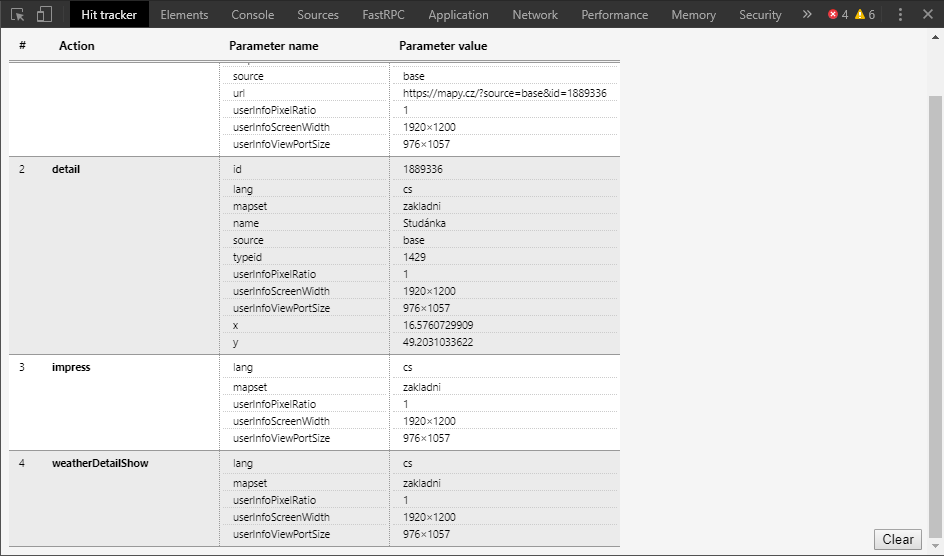 Hit tracker Elements Console Sources FastRPC Application Network Performance Memory Security » 4 6
# Action Parameter name Parameter value
source base
url https://mapy.cz/?source=base&id=1889336
userInfoPixelRatio 1
userInfoScreenWidth 1920×1200
userInfoViewPortSize 976×1057
2 detail id 1889336
lang cs
mapset zakladni
name Studánka
source base
typeid 1429
userInfoPixelRatio 1
userInfoScreenWidth 1920×1200
userInfoViewPortSize 976×1057
x 16.5760729909
y 49.2031033622
3 impress lang cs
mapset zakladni
userInfoPixelRatio 1
userInfoScreenWidth 1920×1200
userInfoViewPortSize 976×1057
4 weatherDetailShow lang cs
mapset zakladni
userInfoPixelRatio 1
userInfoScreenWidth 1920×1200
userInfoViewPortSize 976×1057
Clear